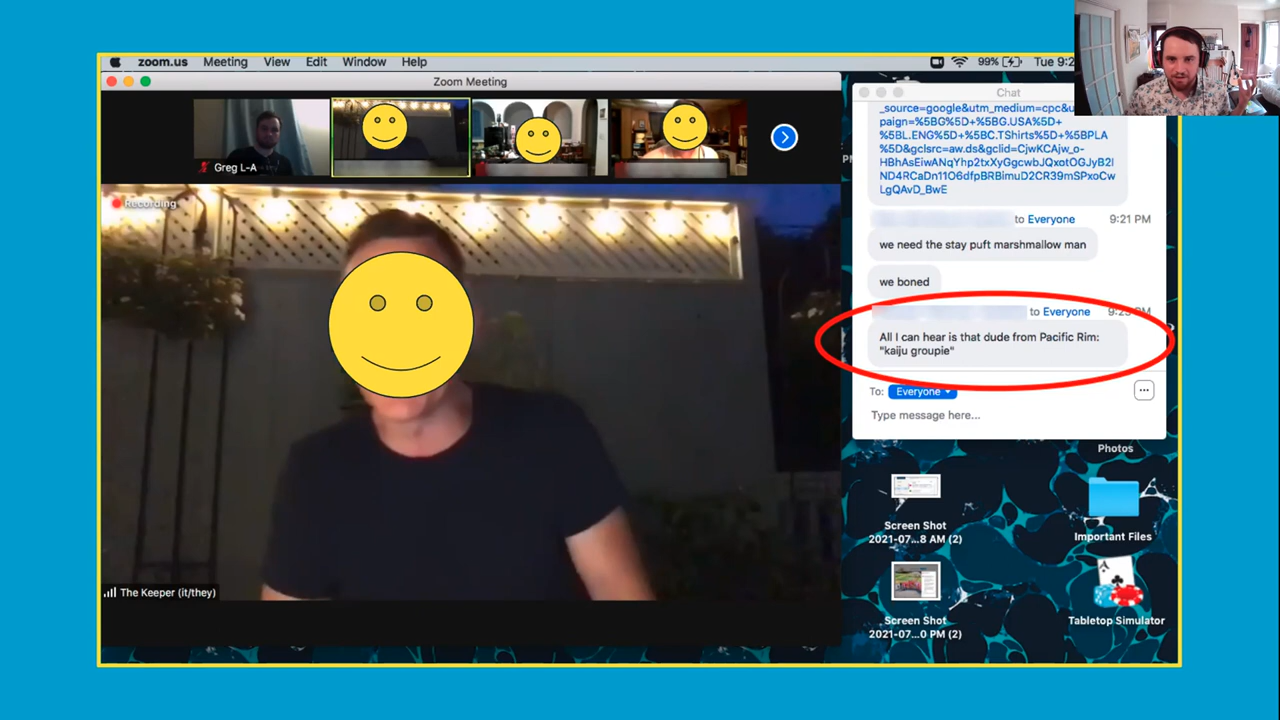 zoom.us Meeting View Edit Window Help
99% Tue 9:2
Zoom Meeting
Greg L-A
Recording
The Keeper (it/they)
Chat
_source=google&utm_medium=cpc&u
paign=%5BG%5D+%5BG.USA%5D+
%5BL.ENG%5D+%5BC.TShirts%5D+%5BPLA
%5D&gclsrc=aw.ds&gclid=CjwKCAjw_o-
HBhAsEiwANqYhp2txXyGgcwbJQxotOGJyB2I
ND4RCaDn11O6dfpBRBimuD2CR39mSPxoCw
LgQAvD_BwE
to Everyone 9:21 PM
we need the stay puft marshmallow man
we boned
to Everyone
All I can hear is that dude from Pacific Rim:
"kaiju groupie"
To: Everyone
Type message here...
Photos
Screen Shot
2021-07...8 AM (2)
Important Files
Screen Shot
2021-07...0 PM (2)
Tabletop Simulator